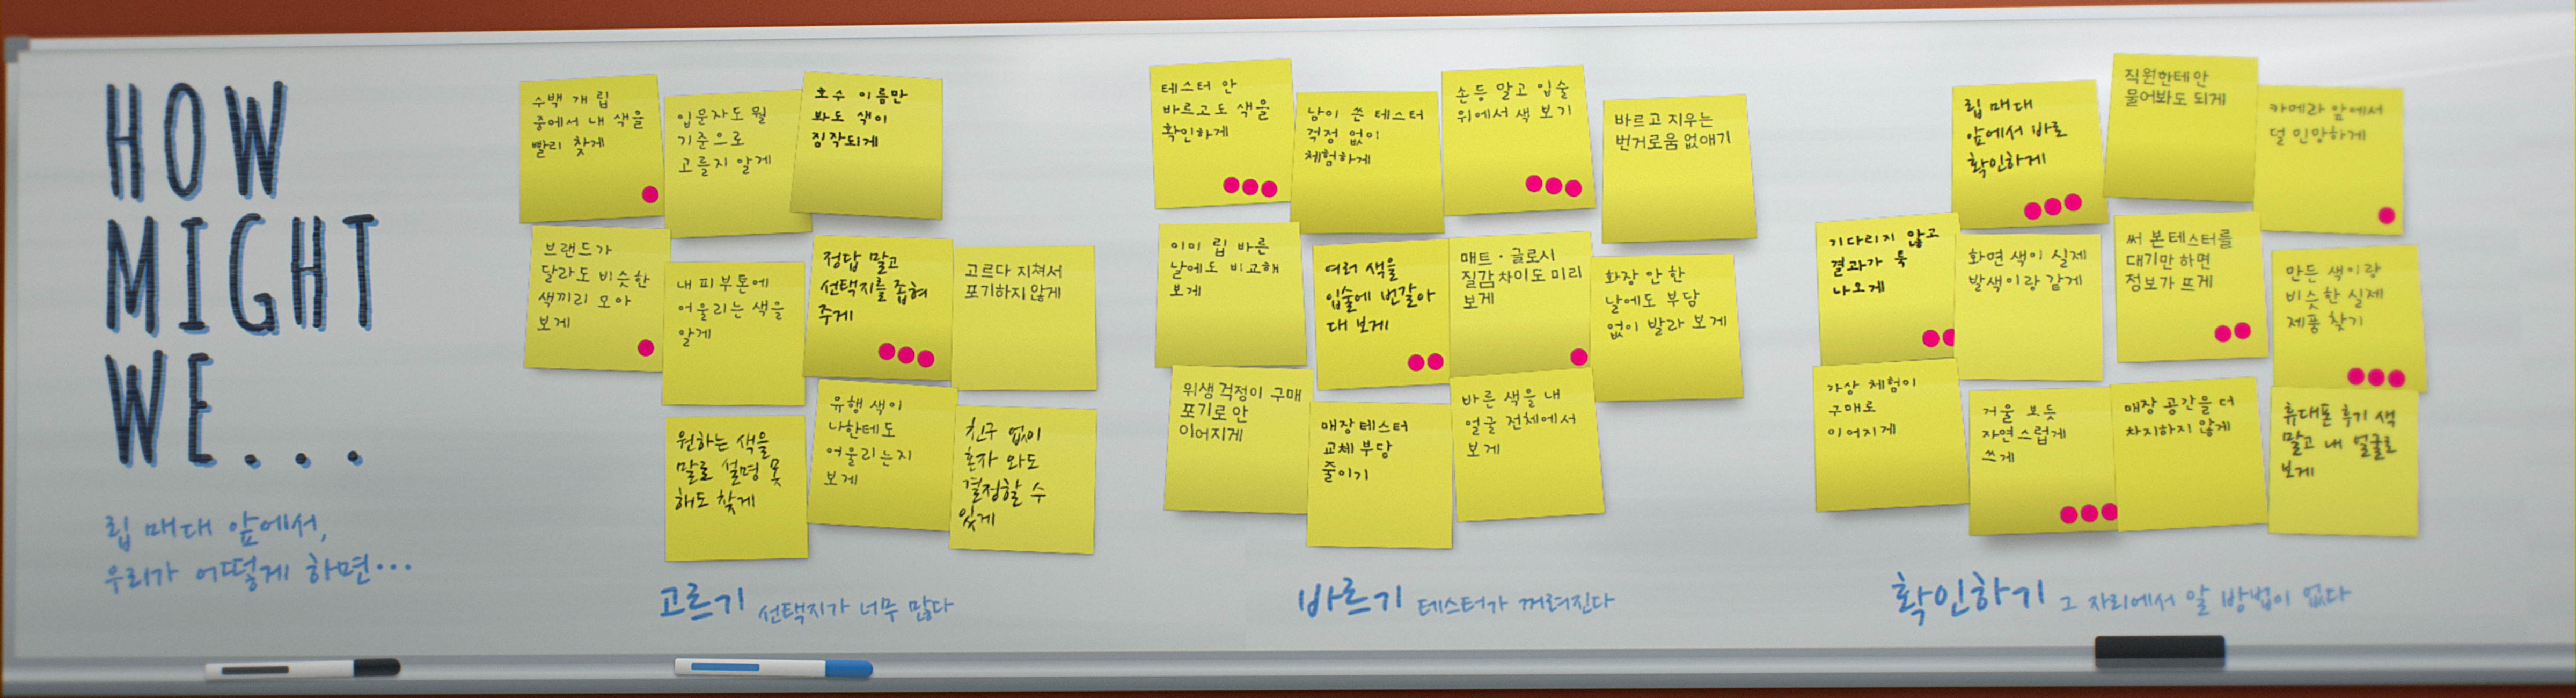 HOW
MIGHT
WE...
립 매대 앞에서,
우리가 어떻게 하면...
수백 개 립
중에서 내 색을
빨리 찾게
입문자도 뭘
기준으로
고를지 알게
호수 이름만
봐도 색이
짐작되게
브랜드가
달라도 비슷한
색끼리 모아
보게
내 피부톤에
어울리는 색을
알게
정답 말고
선택지를 좁혀
주게
고르다 지쳐서
포기하지 않게
원하는 색을
말로 설명 못
해도 찾게
유행 색이
나한테도
어울리는지
보게
친구 없이
혼자 와도
결정할 수
있게
고르기 선택지가 너무 많다
테스터 안
바르고도 색을
확인하게
남이 쓴 테스터
걱정 없이
체험하게
손등 말고 입술
위에서 색 보기
바르고 지우는
번거로움 없애기
이미 립 바른
날에도 비교해
보게
여러 색을
입술에 번갈아
대 보게
매트·글로시
질감 차이도 미리
보게
화장 안 한
날에도 부담
없이 발라 보게
위생 걱정이 구매
포기로 안
이어지게
매장 테스터
교체 부담
줄이기
바른 색을 내
얼굴 전체에서
보게
바르기 테스터가 꺼려진다
립 매대
앞에서 바로
확인하게
직원한테 안
물어봐도 되게
카메라 앞에서
덜 민망하게
기다리지 않고
결과가 툭
나오게
화면 색이 실제
발색이랑 같게
써 본 테스터를
대기만 하면
정보가 뜨게
만든 색이랑
비슷한 실제
제품 찾기
가상 체험이
구매로
이어지게
거울 보듯
자연스럽게
쓰게
매장 공간을 더
차지하지 않게
휴대폰 후기 색
말고 내 얼굴로
보게
확인하기 그 자리에서 알 방법이 없다